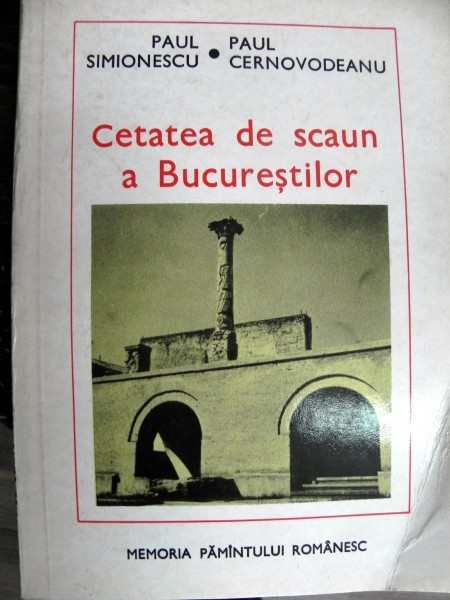 PAUL SIMIONESCU • PAUL CERNOVODEANU
Cetatea de scaun
a Bucureștilor
MEMORIA PĂMÎNTULUI ROMÂNESC